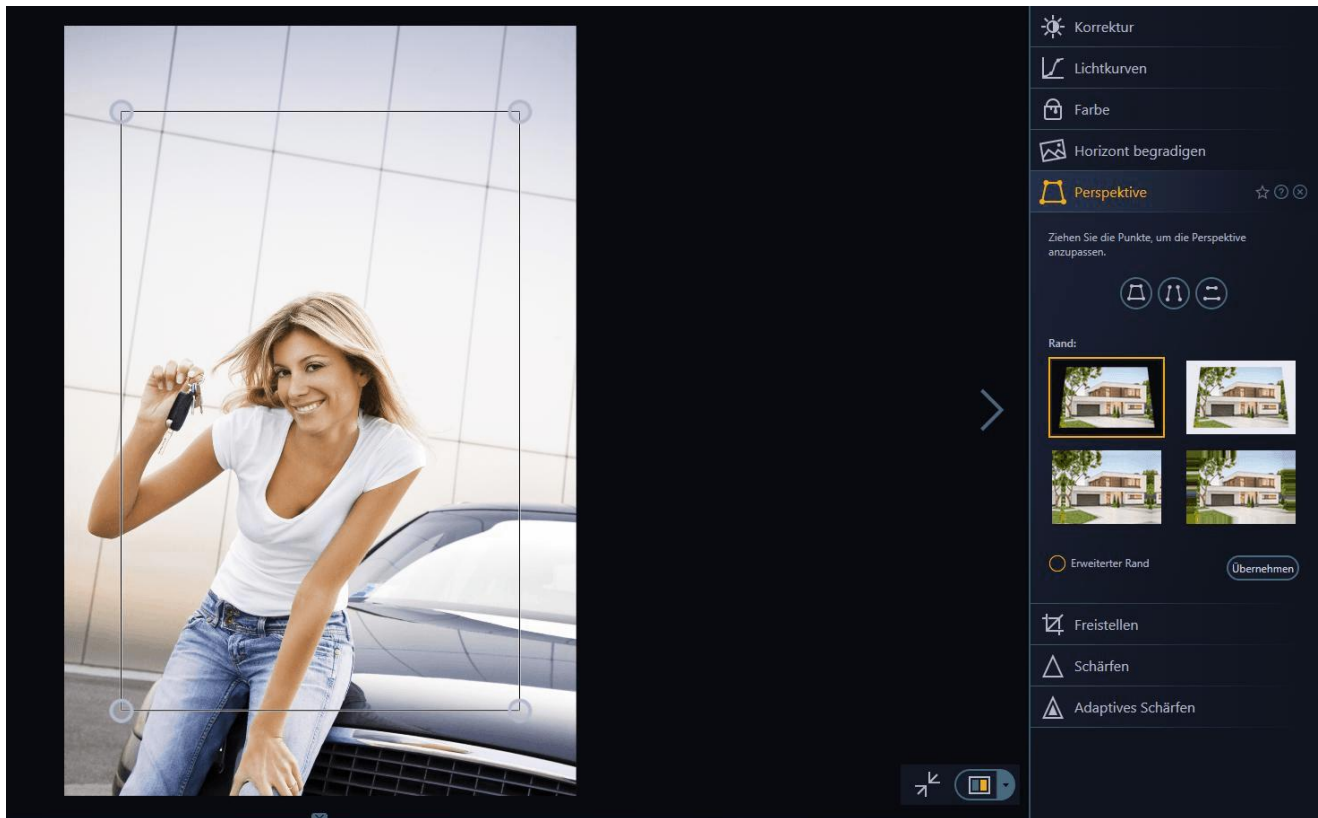 Korrektur
Lichtkurven
Farbe
Horizont begradigen
Perspektive
Ziehen Sie die Punkte, um die Perspektive
anzupassen.
Rand:
Erweiterter Rand
Übernehmen
Freistellen
Schärfen
Adaptives Schärfen